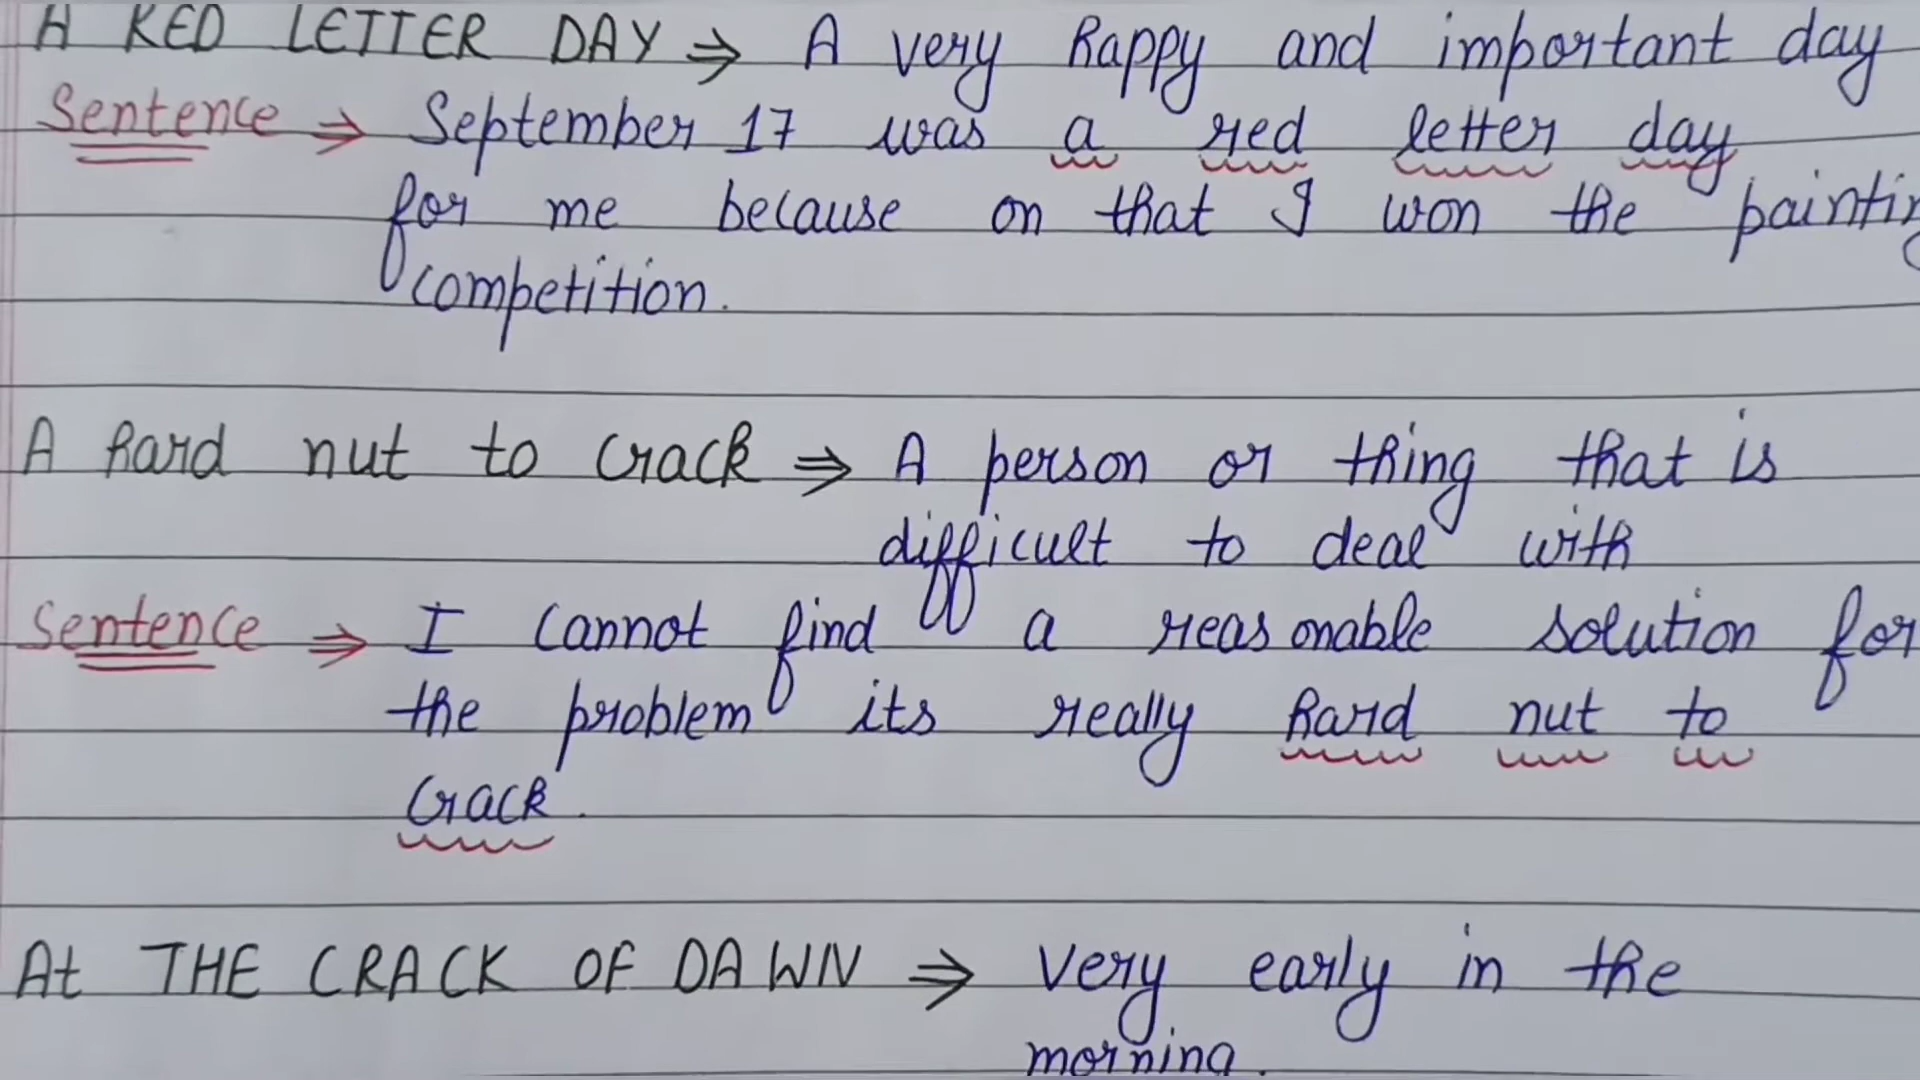 A RED LETTER DAY ⇒ A very happy and important day
Sentence ⇒ September 17 was a red letter day
for me because on that I won the paintin
competition.
A hard nut to crack ⇒ A person or thing that is
difficult to deal with
Sentence ⇒ I cannot find a reasonable solution for
the problem its really hard nut to
crack.
At THE CRACK OF DAWN ⇒ Very early in the
morning.